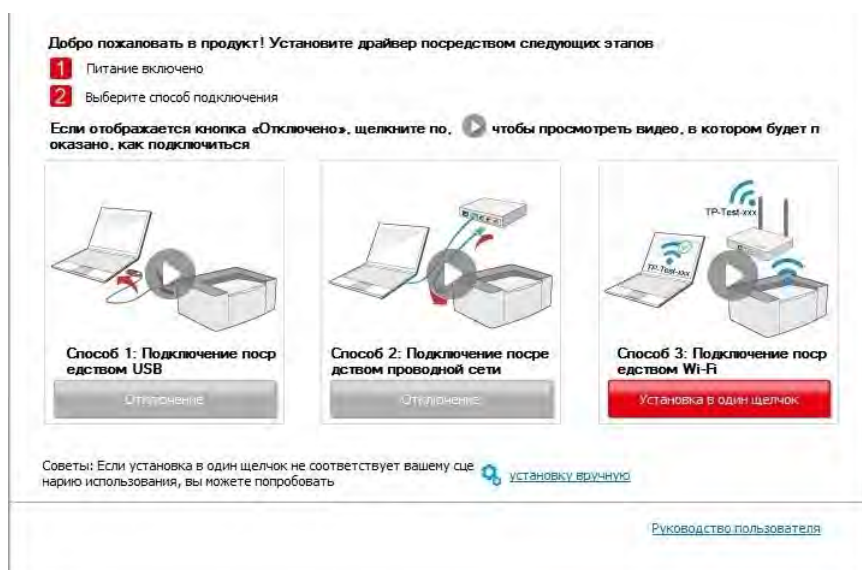 Добро пожаловать в продукт! Установите драйвер посредством следующих этапов
1 Питание включено
2 Выберите способ подключения
Если отображается кнопка «Отключено», щелкните по, чтобы просмотреть видео, в котором будет п
оказано, как подключиться
TP-Test-xxx
TP-Test-xxx
Способ 1: Подключение поср
едством USB
Способ 2: Подключение посре
дством проводной сети
Способ 3: Подключение поср
едством Wi-Fi
Отключение
Отключение
Установка в один щелчок
Советы: Если установка в один щелчок не соответствует вашему сце
нарию использования, вы можете попробовать
установку вручную
Руководство пользователя